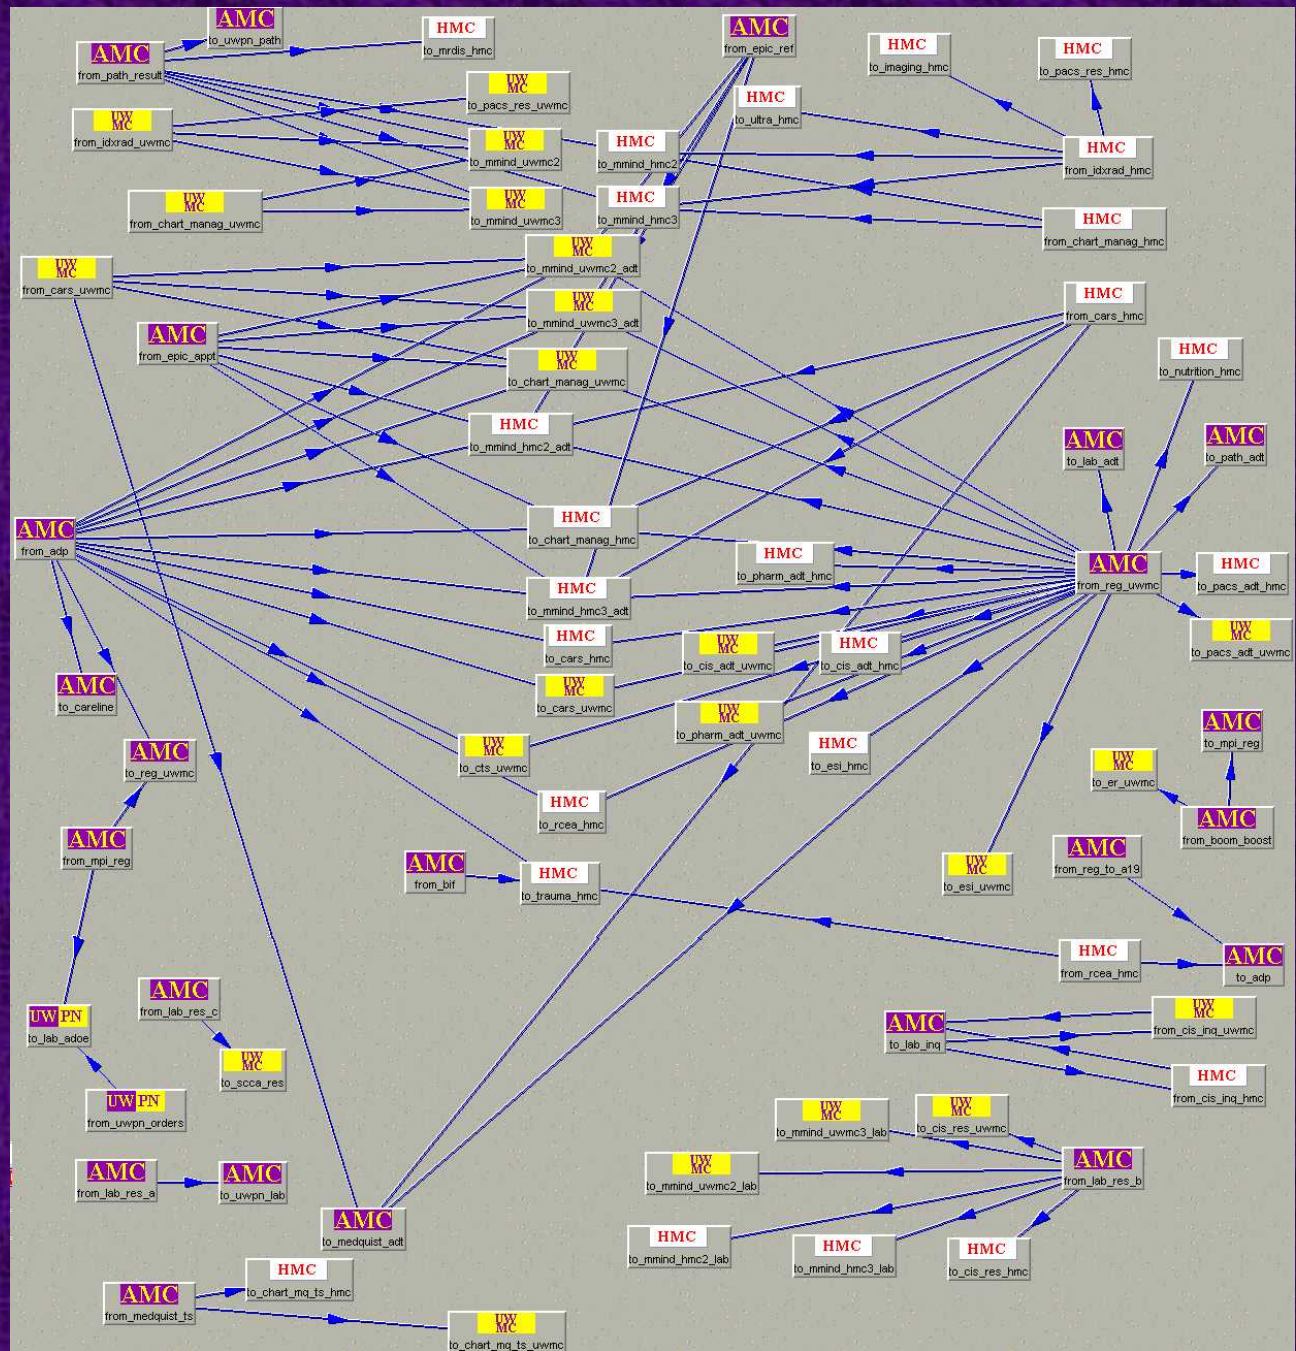 AMC
to_uwpn_path
HMC
to_mrdis_hmc
AMC
from_epic_ref
AMC
from_path_result
HMC
to_imaging_hmc
HMC
to_pacs_res_hmc
UW
MC
to_pacs_res_uwmc
HMC
to_ultra_hmc
UW
MC
from_idxrad_uwmc
UW
MC
to_mmind_uwmc2
HMC
to_mmind_hmc2
HMC
from_idxrad_hmc
UW
MC
from_chart_manag_uwmc
UW
MC
to_mmind_uwmc3
HMC
to_mmind_hmc3
HMC
from_chart_manag_hmc
UW
MC
to_mmind_uwmc2_adt
UW
MC
from_cars_uwmc
UW
MC
to_mmind_uwmc3_adt
HMC
from_cars_hmc
AMC
from_epic_appt
UW
MC
to_chart_manag_uwmc
HMC
to_nutrition_hmc
HMC
to_mmind_hmc2_adt
AMC
to_lab_adt
AMC
to_path_adt
AMC
from_adp
HMC
to_chart_manag_hmc
HMC
to_pharm_adt_hmc
AMC
from_reg_uwmc
HMC
to_pacs_adt_hmc
HMC
to_mmind_hmc3_adt
HMC
to_cars_hmc
UW
MC
to_cis_adt_uwmc
HMC
to_cis_adt_hmc
UW
MC
to_pacs_adt_uwmc
AMC
to_careline
UW
MC
to_cars_uwmc
UW
MC
to_pharm_adt_uwmc
AMC
to_reg_uwmc
UW
MC
to_cts_uwmc
HMC
to_esi_hmc
AMC
to_mpi_reg
UW
MC
to_er_uwmc
HMC
to_rcea_hmc
AMC
from_mpi_reg
AMC
from_boom_boost
AMC
from_bif
HMC
to_trauma_hmc
UW
MC
to_esi_uwmc
AMC
from_reg_to_a19
HMC
from_rcea_hmc
AMC
to_adp
AMC
from_lab_res_c
UW PN
to_lab_adoe
AMC
to_lab_inq
UW
MC
from_cis_inq_uwmc
UW
MC
to_scca_res
HMC
from_cis_inq_hmc
UW PN
from_uwpn_orders
UW
MC
to_mmind_uwmc3_lab
UW
MC
to_cis_res_uwmc
AMC
from_lab_res_a
AMC
to_uwpn_lab
UW
MC
to_mmind_uwmc2_lab
AMC
from_lab_res_b
AMC
to_medquist_adt
HMC
to_mmind_hmc2_lab
HMC
to_mmind_hmc3_lab
HMC
to_cis_res_hmc
HMC
to_chart_mq_ts_hmc
AMC
from_medquist_ts
UW
MC
to_chart_mq_ts_uwmc